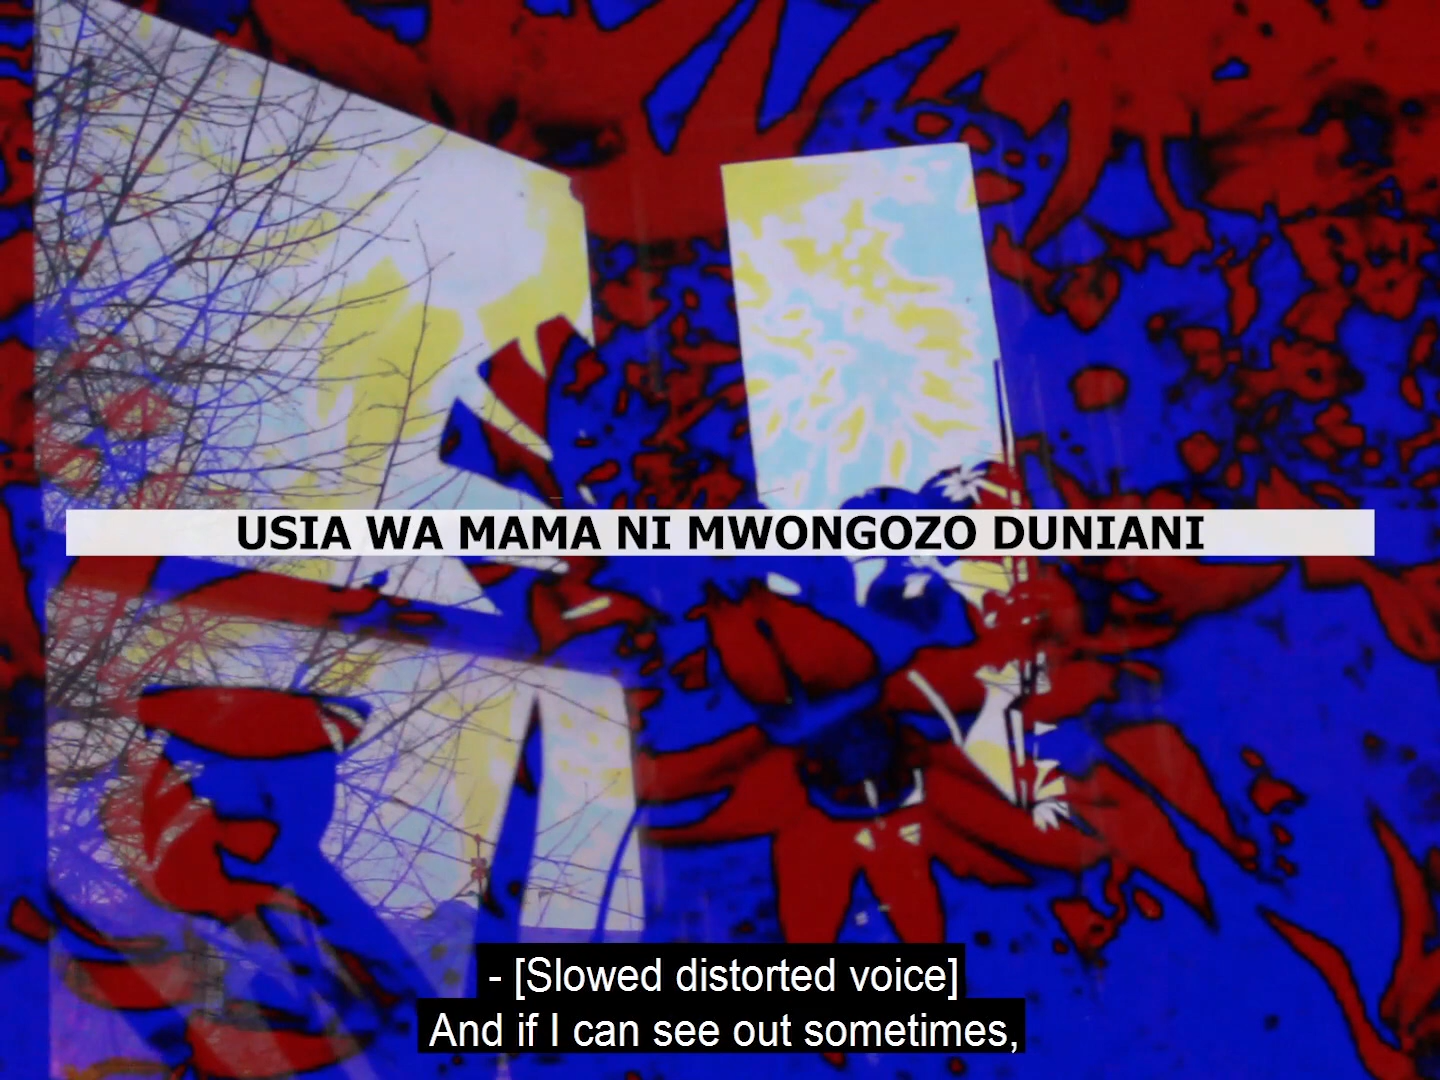 USIA WA MAMA NI MWONGOZO DUNIANI
- [Slowed distorted voice]
And if I can see out sometimes,